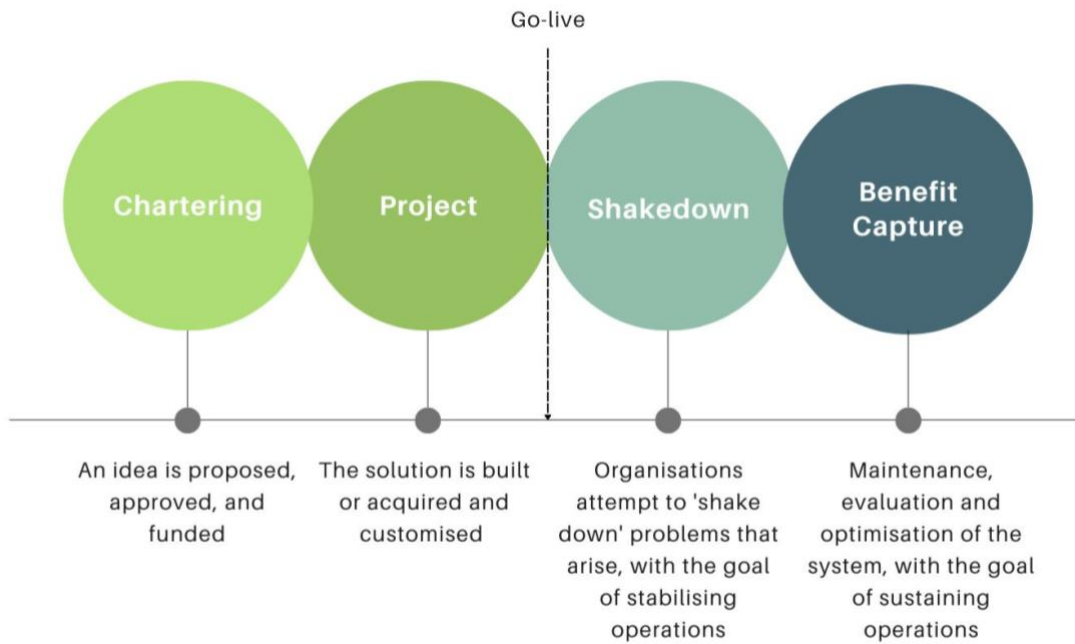 Go-live
Chartering
Project
Shakedown
Benefit
Capture
An idea is proposed,
approved, and
funded
The solution is built
or acquired and
customised
Organisations
attempt to 'shake
down' problems that
arise, with the goal
of stabilising
operations
Maintenance,
evaluation and
optimisation of the
system, with the goal
of sustaining
operations